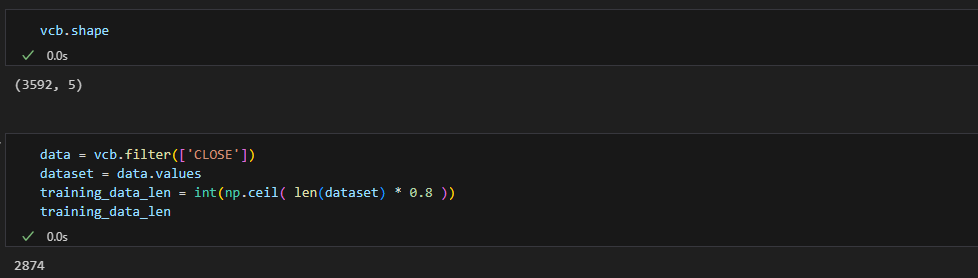 vcb.shape
0.0s
(3592, 5)
data = vcb.filter(['CLOSE'])
dataset = data.values
training_data_len = int(np.ceil( len(dataset) * 0.8 ))
training_data_len
0.0s
2874